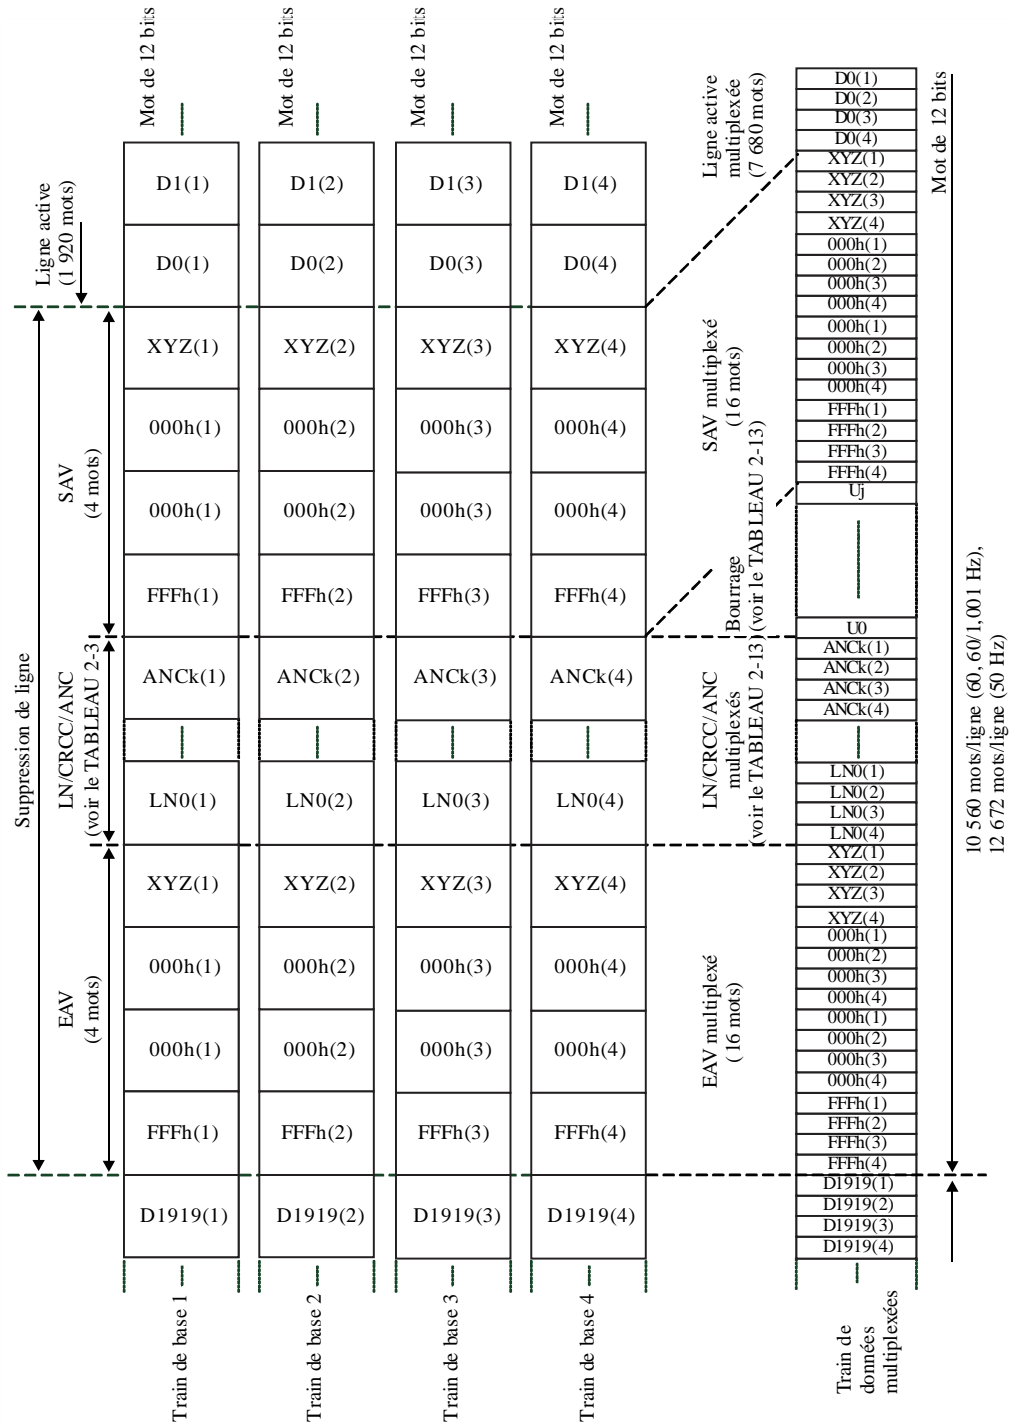 Mot de 12 bits
Mot de 12 bits
Mot de 12 bits
Mot de 12 bits
Ligne active
(1 920 mots)
Suppression de ligne
SAV
(4 mots)
LN/CRCC/ANC
(voir le TABLEAU 2-3
EAV
(4 mots)
D1(1) D1(2) D1(3) D1(4)
D0(1) D0(2) D0(3) D0(4)
XYZ(1) XYZ(2) XYZ(3) XYZ(4)
000h(1) 000h(2) 000h(3) 000h(4)
000h(1) 000h(2) 000h(3) 000h(4)
FFFh(1) FFFh(2) FFFh(3) FFFh(4)
ANCk(1) ANCk(2) ANCk(3) ANCk(4)
LN0(1) LN0(2) LN0(3) LN0(4)
XYZ(1) XYZ(2) XYZ(3) XYZ(4)
000h(1) 000h(2) 000h(3) 000h(4)
000h(1) 000h(2) 000h(3) 000h(4)
FFFh(1) FFFh(2) FFFh(3) FFFh(4)
D1919(1) D1919(2) D1919(3) D1919(4)
Train de base 1
Train de base 2
Train de base 3
Train de base 4
Ligne active
multiplexée
(7 680 mots)
SAV multiplexé
(16 mots)
Bourrage
(voir le TABLEAU 2-13)
LN/CRCC/ANC
multiplexés
(voir le TABLEAU 2-13)
EAV multiplexé
(16 mots)
D0(1)
D0(2)
D0(3)
D0(4)
XYZ(1)
XYZ(2)
XYZ(3)
XYZ(4)
000h(1)
000h(2)
000h(3)
000h(4)
000h(1)
000h(2)
000h(3)
000h(4)
FFFh(1)
FFFh(2)
FFFh(3)
FFFh(4)
Uj
U0
ANCk(1)
ANCk(2)
ANCk(3)
ANCk(4)
LN0(1)
LN0(2)
LN0(3)
LN0(4)
XYZ(1)
XYZ(2)
XYZ(3)
XYZ(4)
000h(1)
000h(2)
000h(3)
000h(4)
000h(1)
000h(2)
000h(3)
000h(4)
FFFh(1)
FFFh(2)
FFFh(3)
FFFh(4)
D1919(1)
D1919(2)
D1919(3)
D1919(4)
Train de
données
multiplexées
Mot de 12 bits
10 560 mots/ligne (60, 60/1,001 Hz),
12 672 mots/ligne (50 Hz)